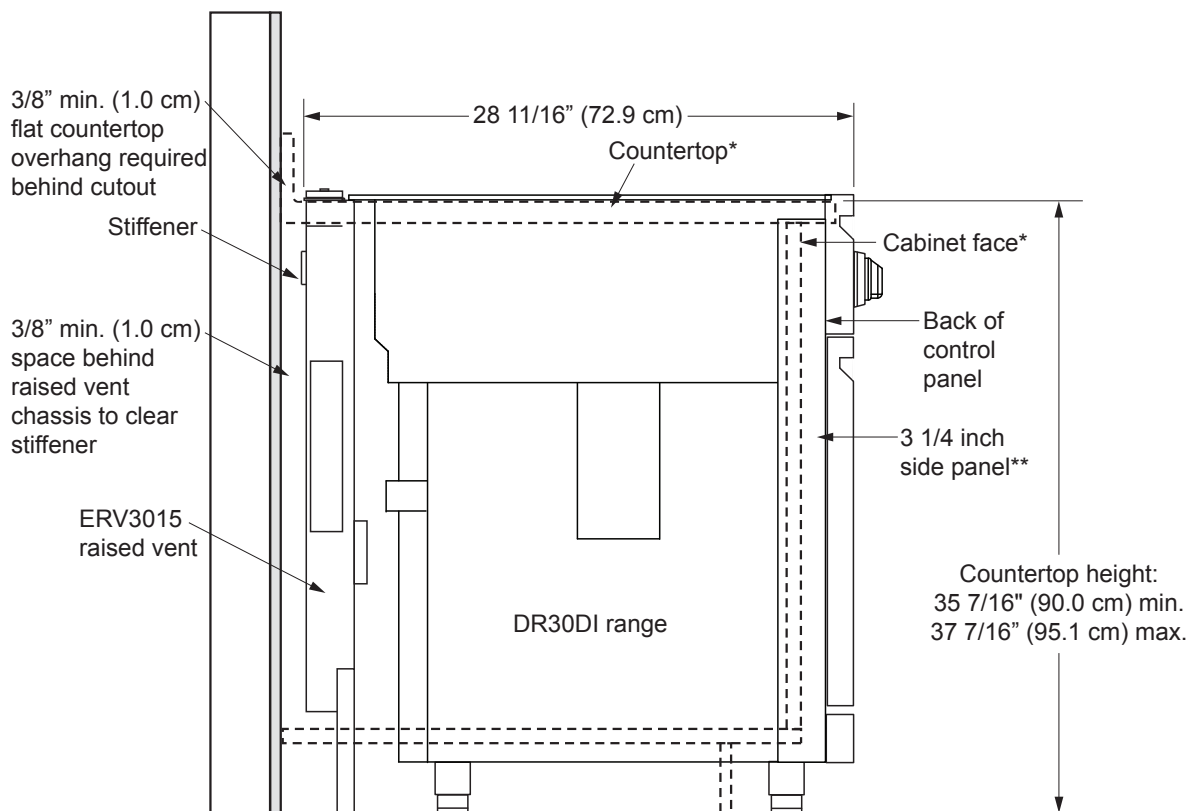 3/8” min. (1.0 cm)
flat countertop
overhang required
behind cutout
28 11/16” (72.9 cm)
Countertop*
Stiffener
Cabinet face*
3/8” min. (1.0 cm)
space behind
raised vent
chassis to clear
stiffener
Back of
control
panel
3 1/4 inch
side panel**
ERV3015
raised vent
DR30DI range
Countertop height:
35 7/16" (90.0 cm) min.
37 7/16” (95.1 cm) max.